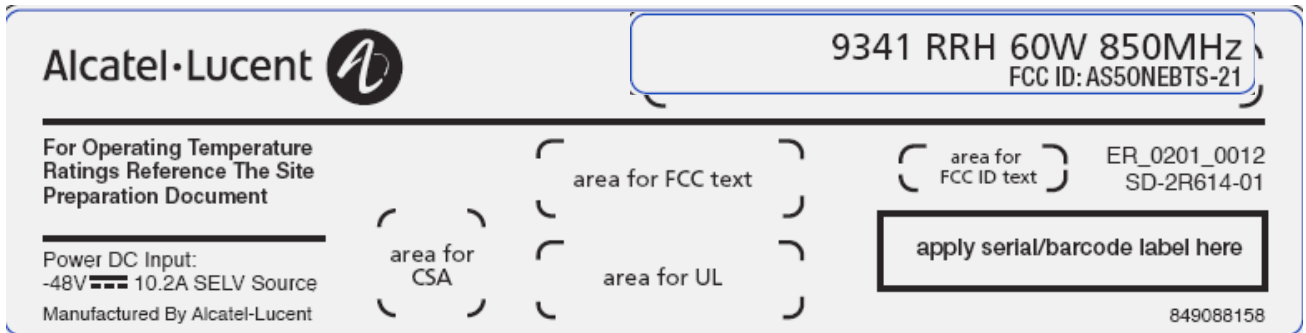 Alcatel·Lucent
9341 RRH 60W 850MHz
FCC ID: AS5ONEBTS-21
For Operating Temperature
Ratings Reference The Site
Preparation Document
area for FCC text
area for
FCC ID text
ER_0201_0012
SD-2R614-01
Power DC Input:
-48V 10.2A SELV Source
Manufactured By Alcatel-Lucent
area for
CSA
area for UL
apply serial/barcode label here
849088158